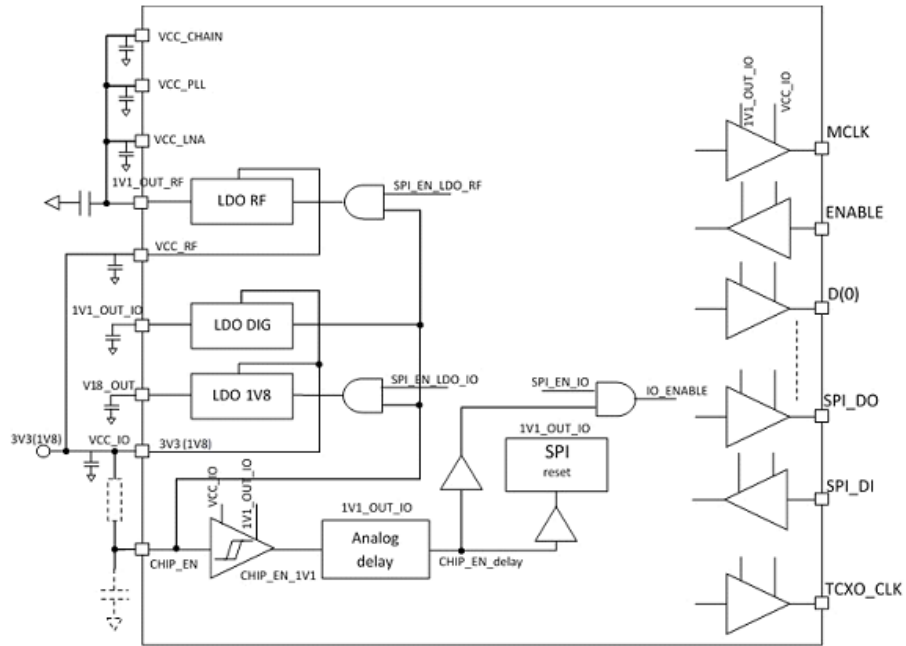 VCC_CHAIN
VCC_PLL
VCC_LNA
1V1_OUT_RF
LDO RF
SPI_EN_LDO_RF
VCC_RF
1V1_OUT_IO
LDO DIG
V18_OUT
LDO 1V8
SPI_EN_LDO_IO
3V3(1V8)
VCC_IO
3V3 (1V8)
VCC_IO
1V1_OUT_IO
CHIP_EN
CHIP_EN_1V1
1V1_OUT_IO
Analog
delay
CHIP_EN_delay
SPI_EN_IO
IO_ENABLE
1V1_OUT_IO
SPI
reset
1V1_OUT_IO
VCC_IO
MCLK
ENABLE
D(0)
SPI_DO
SPI_DI
TCXO_CLK